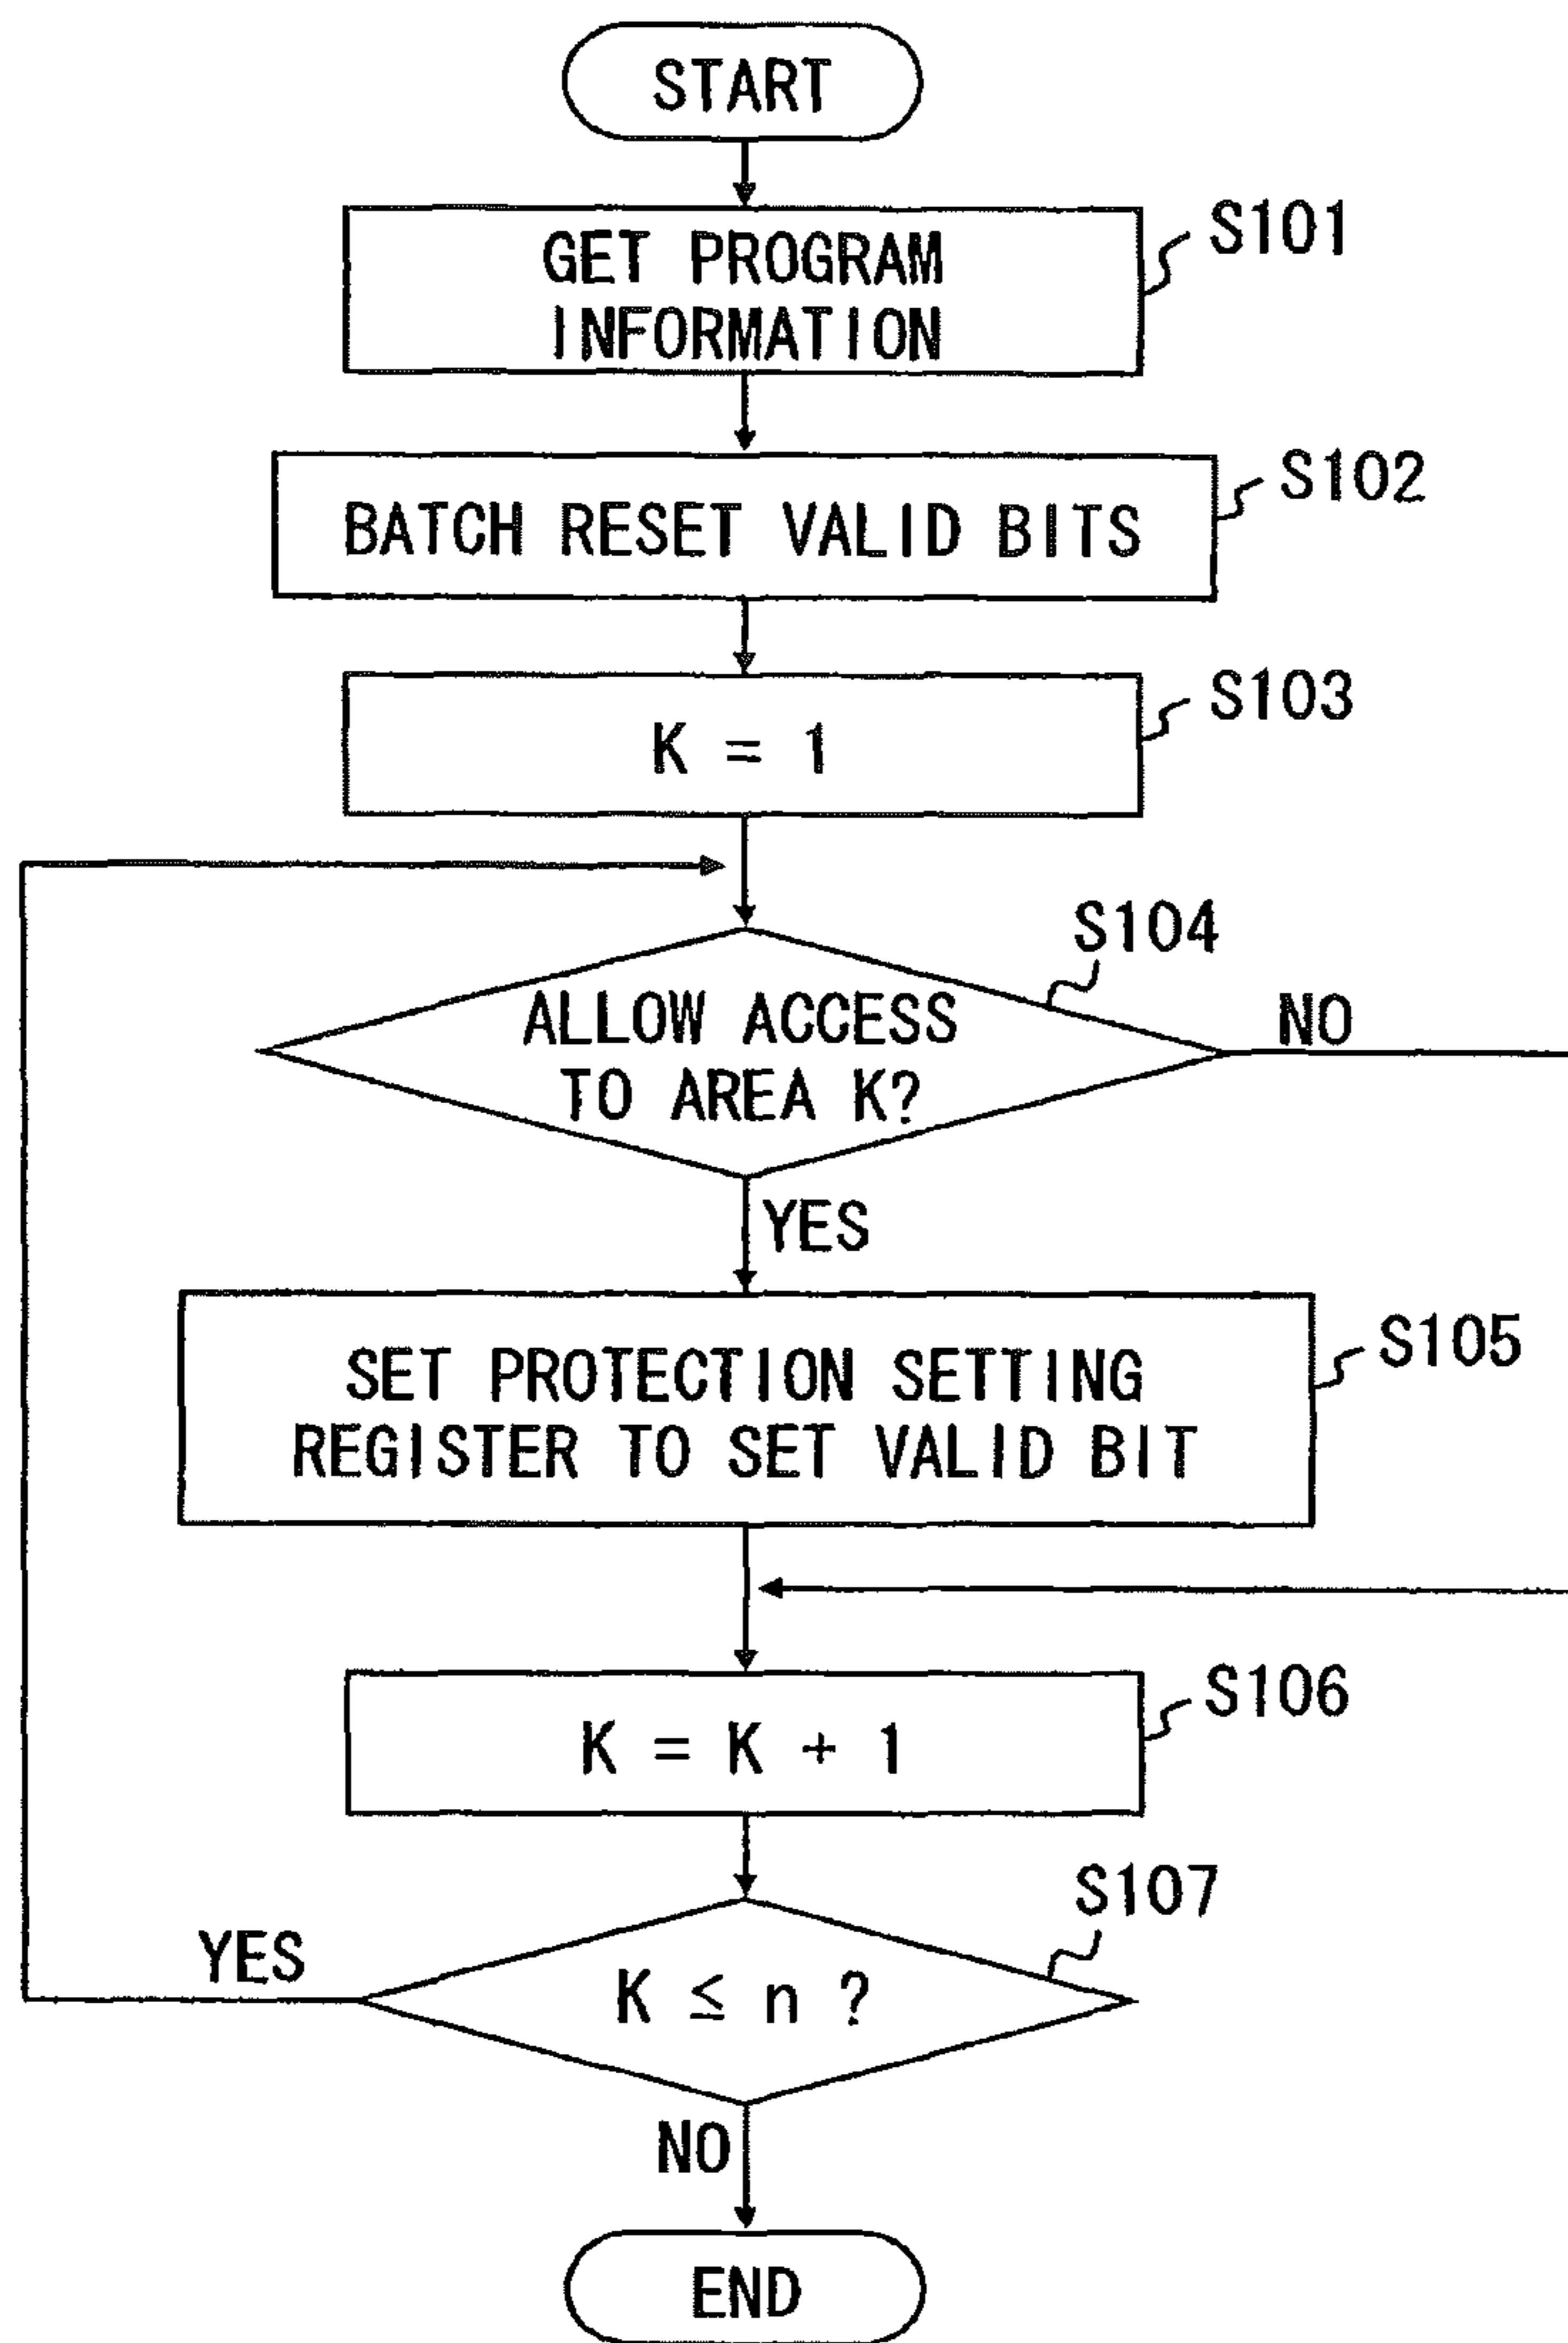 START
GET PROGRAM
INFORMATION
S101
BATCH RESET VALID BITS
S102
K = 1
S103
S104
ALLOW ACCESS
TO AREA K?
NO
YES
SET PROTECTION SETTING
REGISTER TO SET VALID BIT
S105
K = K + 1
S106
S107
YES
K ≤ n ?
NO
END